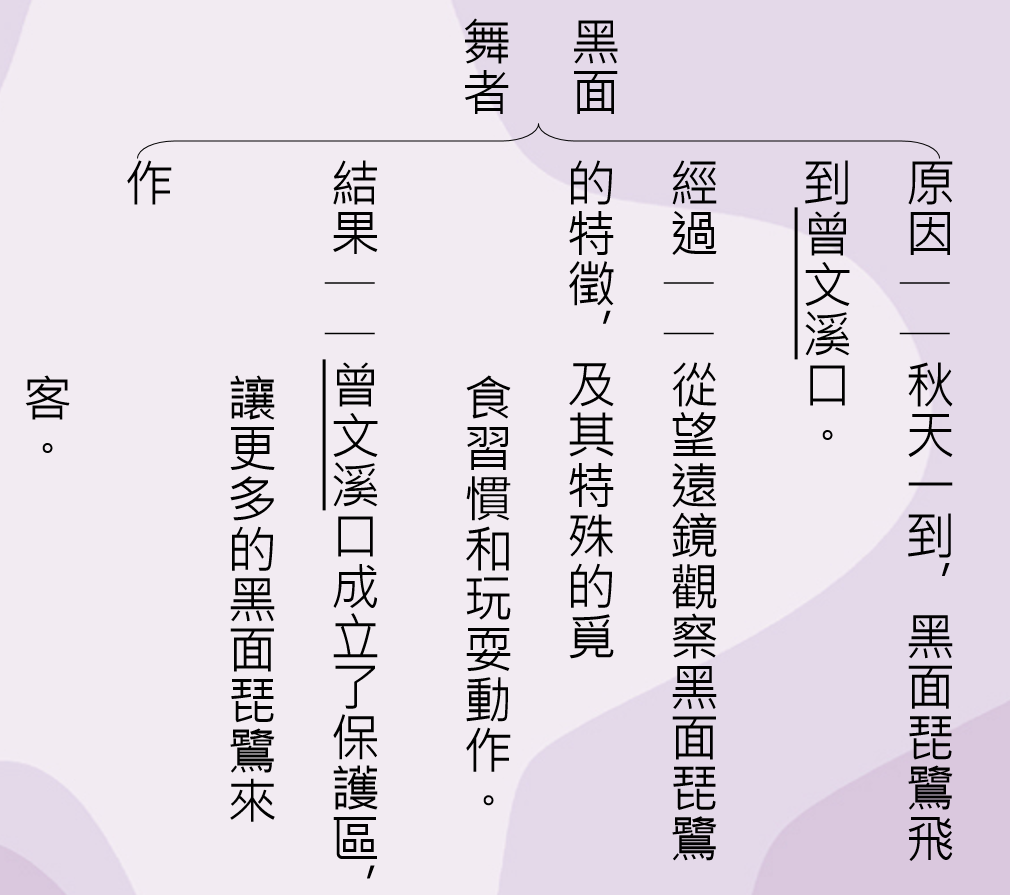 黑面
舞者
原因——秋天一到，黑面琵鷺飛
到曾文溪口。
經過——從望遠鏡觀察黑面琵鷺
的特徵，及其特殊的覓
食習慣和玩耍動作。
結果——曾文溪口成立了保護區，
讓更多的黑面琵鷺來
作
客。